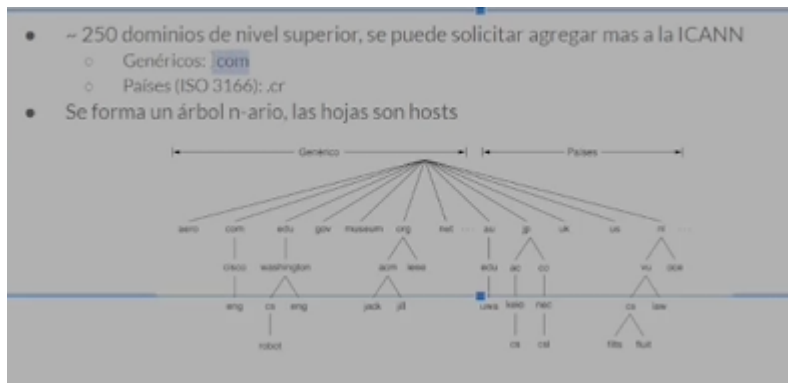 ~ 250 dominios de nivel superior, se puede solicitar agregar mas a la ICANN
Genéricos: .com
Países (ISO 3166): .cr
Se forma un árbol n-ario, las hojas son hosts
Genérico Países
aero com edu gov museum org net ... au jp uk us nl ...
cisco washington acm ieee edu ac co vu oce
eng cs eng jack jill uwa keio nec cs law
robot cs csl filts fluit